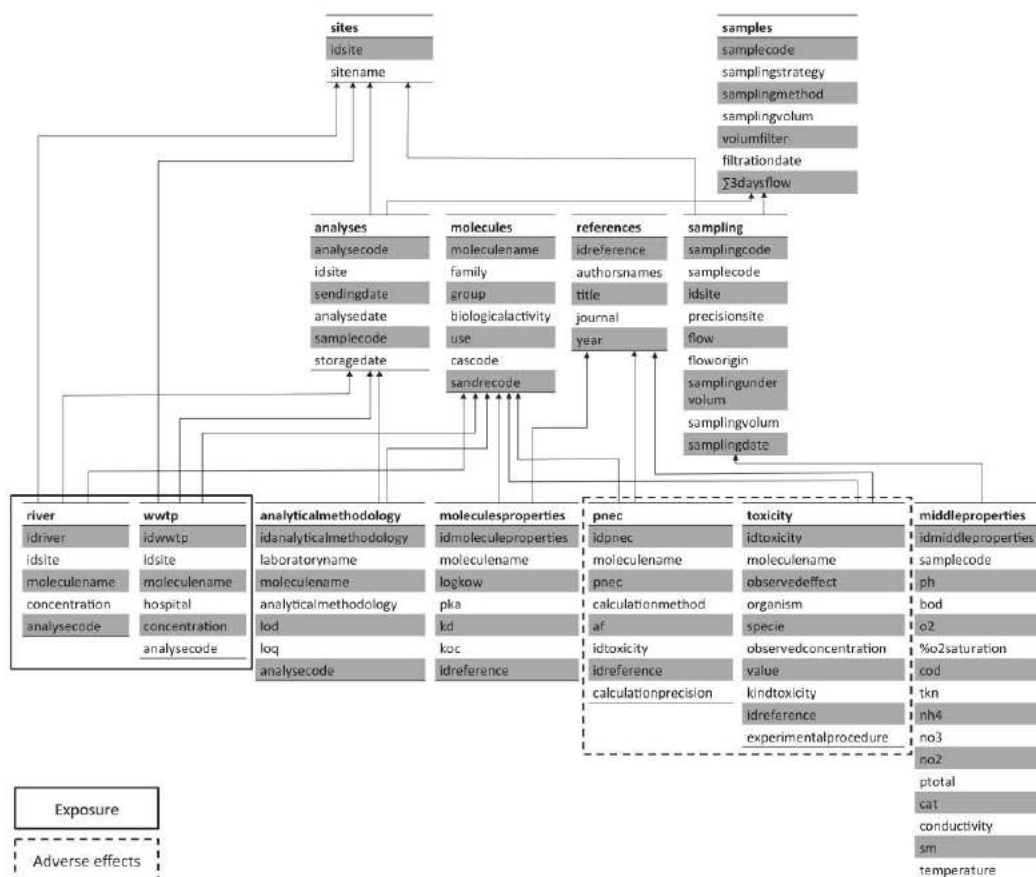 sites
idsite
sitename
samples
samplecode
samplingstrategy
samplingmethod
samplingvolum
volumfilter
filtrationdate
∑3daysflow
analyses
analysecode
idsite
sendingdate
analysedate
samplecode
storagedate
molecules
moleculename
family
group
biologicalactivity
use
cascode
sandrecode
references
idreference
authorsnames
title
journal
year
sampling
samplingcode
samplecode
idsite
precisionsite
flow
floworigin
samplingunder
volum
samplingvolum
samplingdate
river
idriver
idsite
moleculename
concentration
analysecode
wwtp
idwwtp
idsite
moleculename
hospital
concentration
analysecode
analyticalmethodology
idanalyticalmethodology
laboratoryname
moleculename
analyticalmethodology
lod
loq
analysecode
moleculesproperties
idmoleculeproperties
moleculename
logkow
pka
kd
koc
idreference
pnec
idpnec
moleculename
pnec
calculationmethod
af
idtoxicity
idreference
calculationprecision
toxicity
idtoxicity
moleculename
observedeffect
organism
specie
observedconcentration
value
kindtoxicity
idreference
experimentalprocedure
middleproperties
idmiddleproperties
samplecode
ph
bod
o2
%o2saturation
cod
tkn
nh4
no3
no2
ptotal
cat
conductivity
sm
temperature
Exposure
Adverse effects